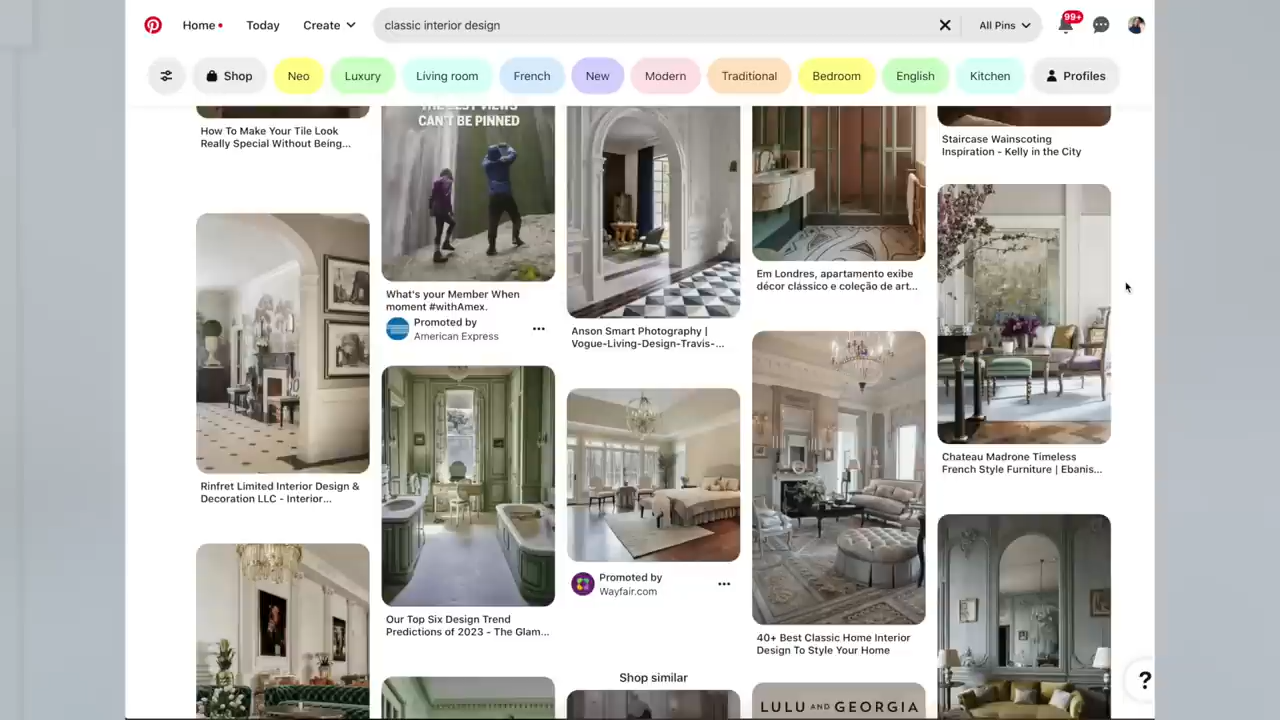 Home
Today
Create
classic interior design
All Pins
99+
Shop
Neo
Luxury
Living room
French
New
Modern
Traditional
Bedroom
English
Kitchen
Profiles
How To Make Your Tile Look
Really Special Without Being...
THE BEST VIEWS
CAN'T BE PINNED
Staircase Wainscoting
Inspiration - Kelly in the City
Em Londres, apartamento exibe
décor clássico e coleção de art...
What's your Member When
moment #withAmex.
Promoted by
American Express
Anson Smart Photography |
Vogue-Living-Design-Travis-...
Chateau Madrone Timeless
French Style Furniture | Ebanis...
Rinfret Limited Interior Design &
Decoration LLC - Interior...
Promoted by
Wayfair.com
Our Top Six Design Trend
Predictions of 2023 - The Glam...
40+ Best Classic Home Interior
Design To Style Your Home
Shop similar
LULU AND GEORGIA
?